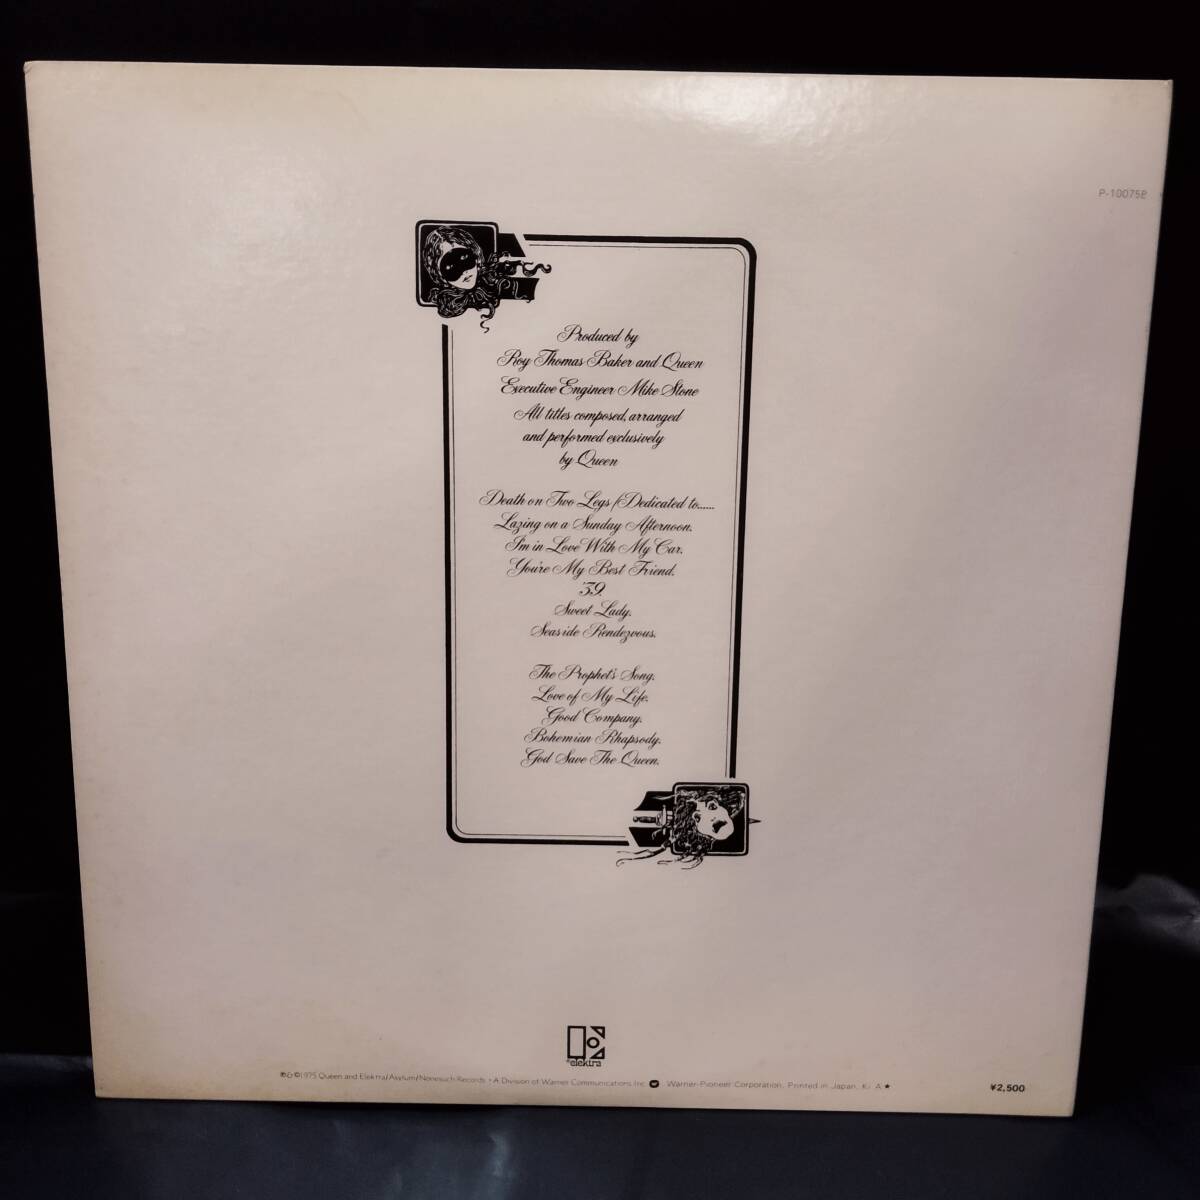 P-10075E
Produced by
Roy Thomas Baker and Queen
Executive Engineer Mike Stone
All titles composed, arranged
and performed exclusively
by Queen
Death on Two Legs (Dedicated to......
Lazing on a Sunday Afternoon.
I'm in Love With My Car.
You're My Best Friend.
'39.
Sweet Lady.
Seaside Rendezvous.
The Prophet's Song.
Love of My Life.
Good Company.
Bohemian Rhapsody.
God Save The Queen.
elektra
℗&©1975 Queen and Elektra/Asylum/Nonesuch Records • A Division of Warner Communications Inc. Warner-Pioneer Corporation, Printed in Japan, K⁠ A★ ¥2,500